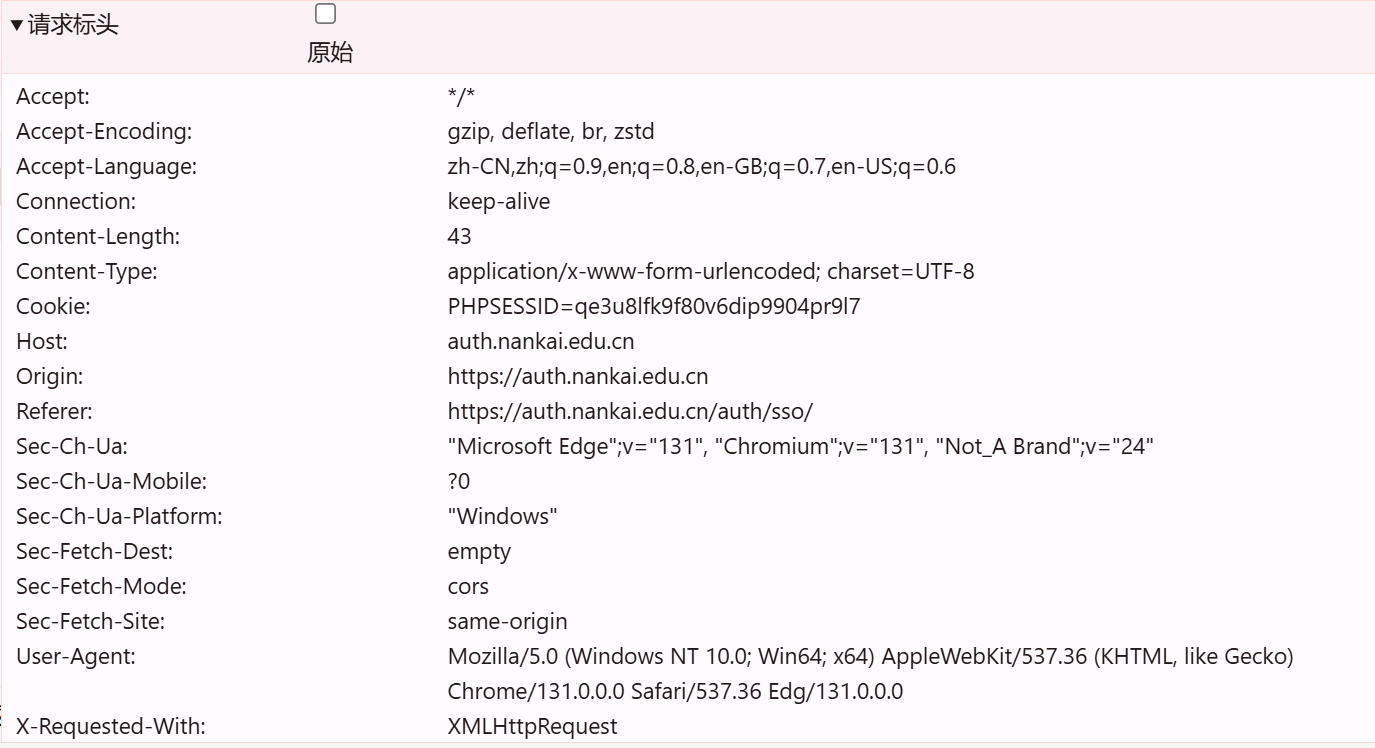 ▼请求标头
原始
Accept: */*
Accept-Encoding: gzip, deflate, br, zstd
Accept-Language: zh-CN,zh;q=0.9,en;q=0.8,en-GB;q=0.7,en-US;q=0.6
Connection: keep-alive
Content-Length: 43
Content-Type: application/x-www-form-urlencoded; charset=UTF-8
Cookie: PHPSESSID=qe3u8lfk9f80v6dip9904pr9l7
Host: auth.nankai.edu.cn
Origin: https://auth.nankai.edu.cn
Referer: https://auth.nankai.edu.cn/auth/sso/
Sec-Ch-Ua: "Microsoft Edge";v="131", "Chromium";v="131", "Not_A Brand";v="24"
Sec-Ch-Ua-Mobile: ?0
Sec-Ch-Ua-Platform: "Windows"
Sec-Fetch-Dest: empty
Sec-Fetch-Mode: cors
Sec-Fetch-Site: same-origin
User-Agent: Mozilla/5.0 (Windows NT 10.0; Win64; x64) AppleWebKit/537.36 (KHTML, like Gecko)
Chrome/131.0.0.0 Safari/537.36 Edg/131.0.0.0
X-Requested-With: XMLHttpRequest